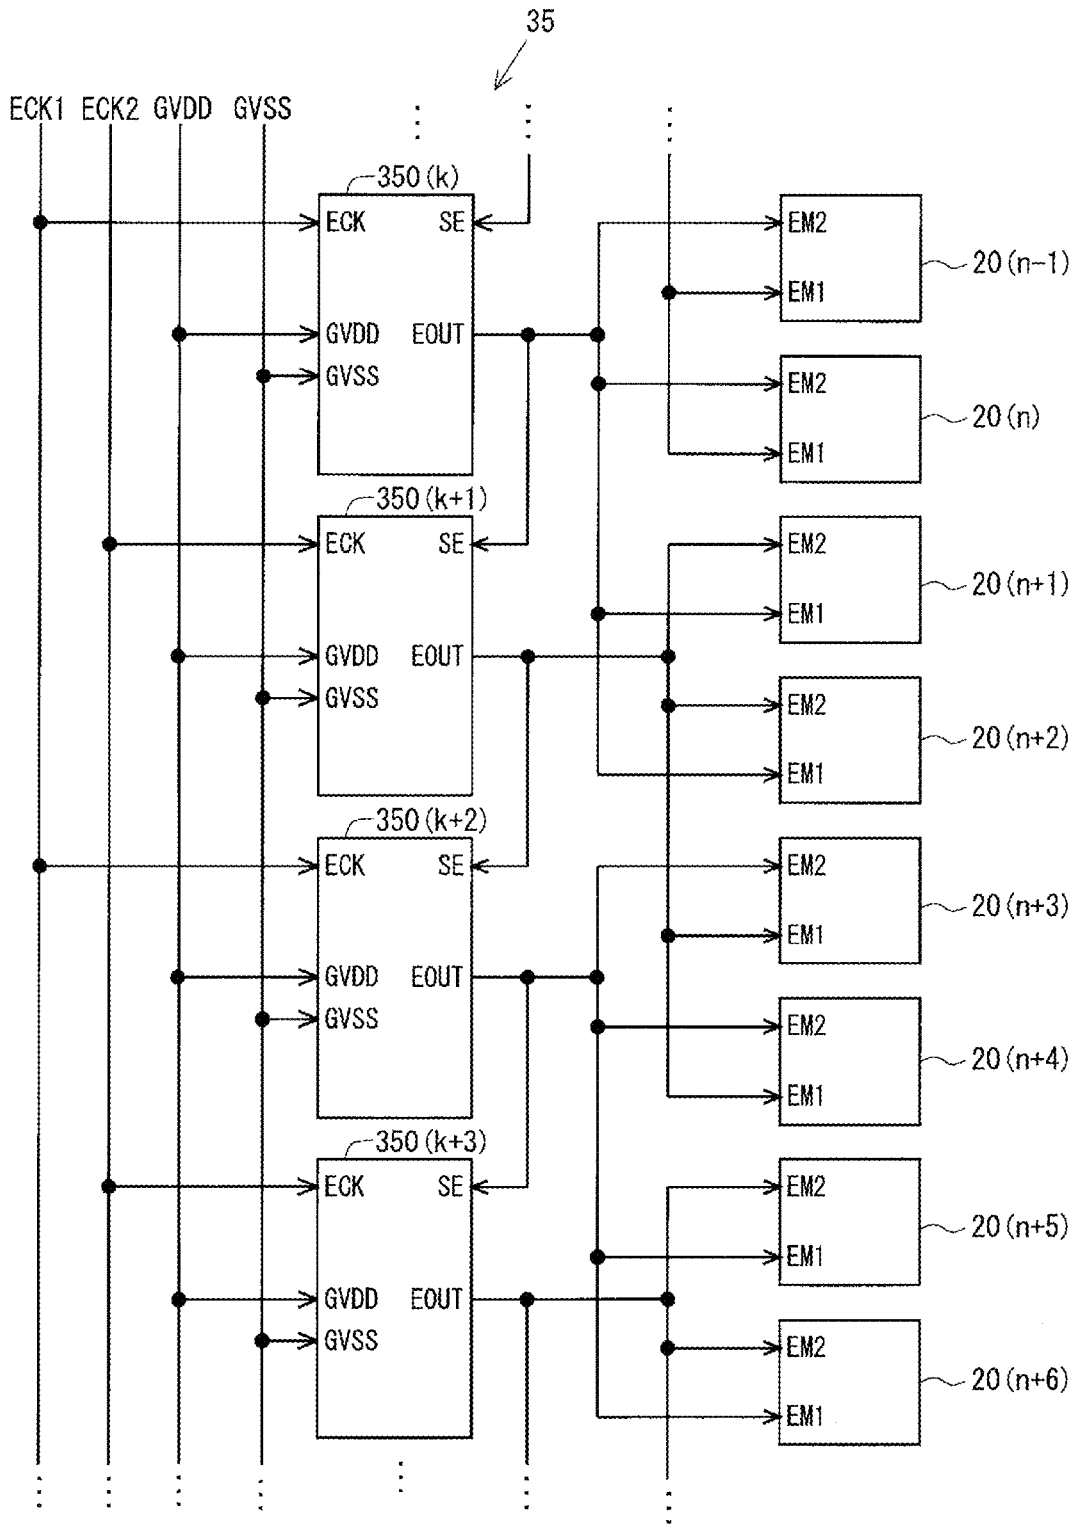 35
ECK1 ECK2 GVDD GVSS
350(k)
ECK SE
GVDD EOUT
GVSS
EM2
EM1
20(n-1)
EM2
EM1
20(n)
350(k+1)
ECK SE
GVDD EOUT
GVSS
EM2
EM1
20(n+1)
EM2
EM1
20(n+2)
350(k+2)
ECK SE
GVDD EOUT
GVSS
EM2
EM1
20(n+3)
EM2
EM1
20(n+4)
350(k+3)
ECK SE
GVDD EOUT
GVSS
EM2
EM1
20(n+5)
EM2
EM1
20(n+6)